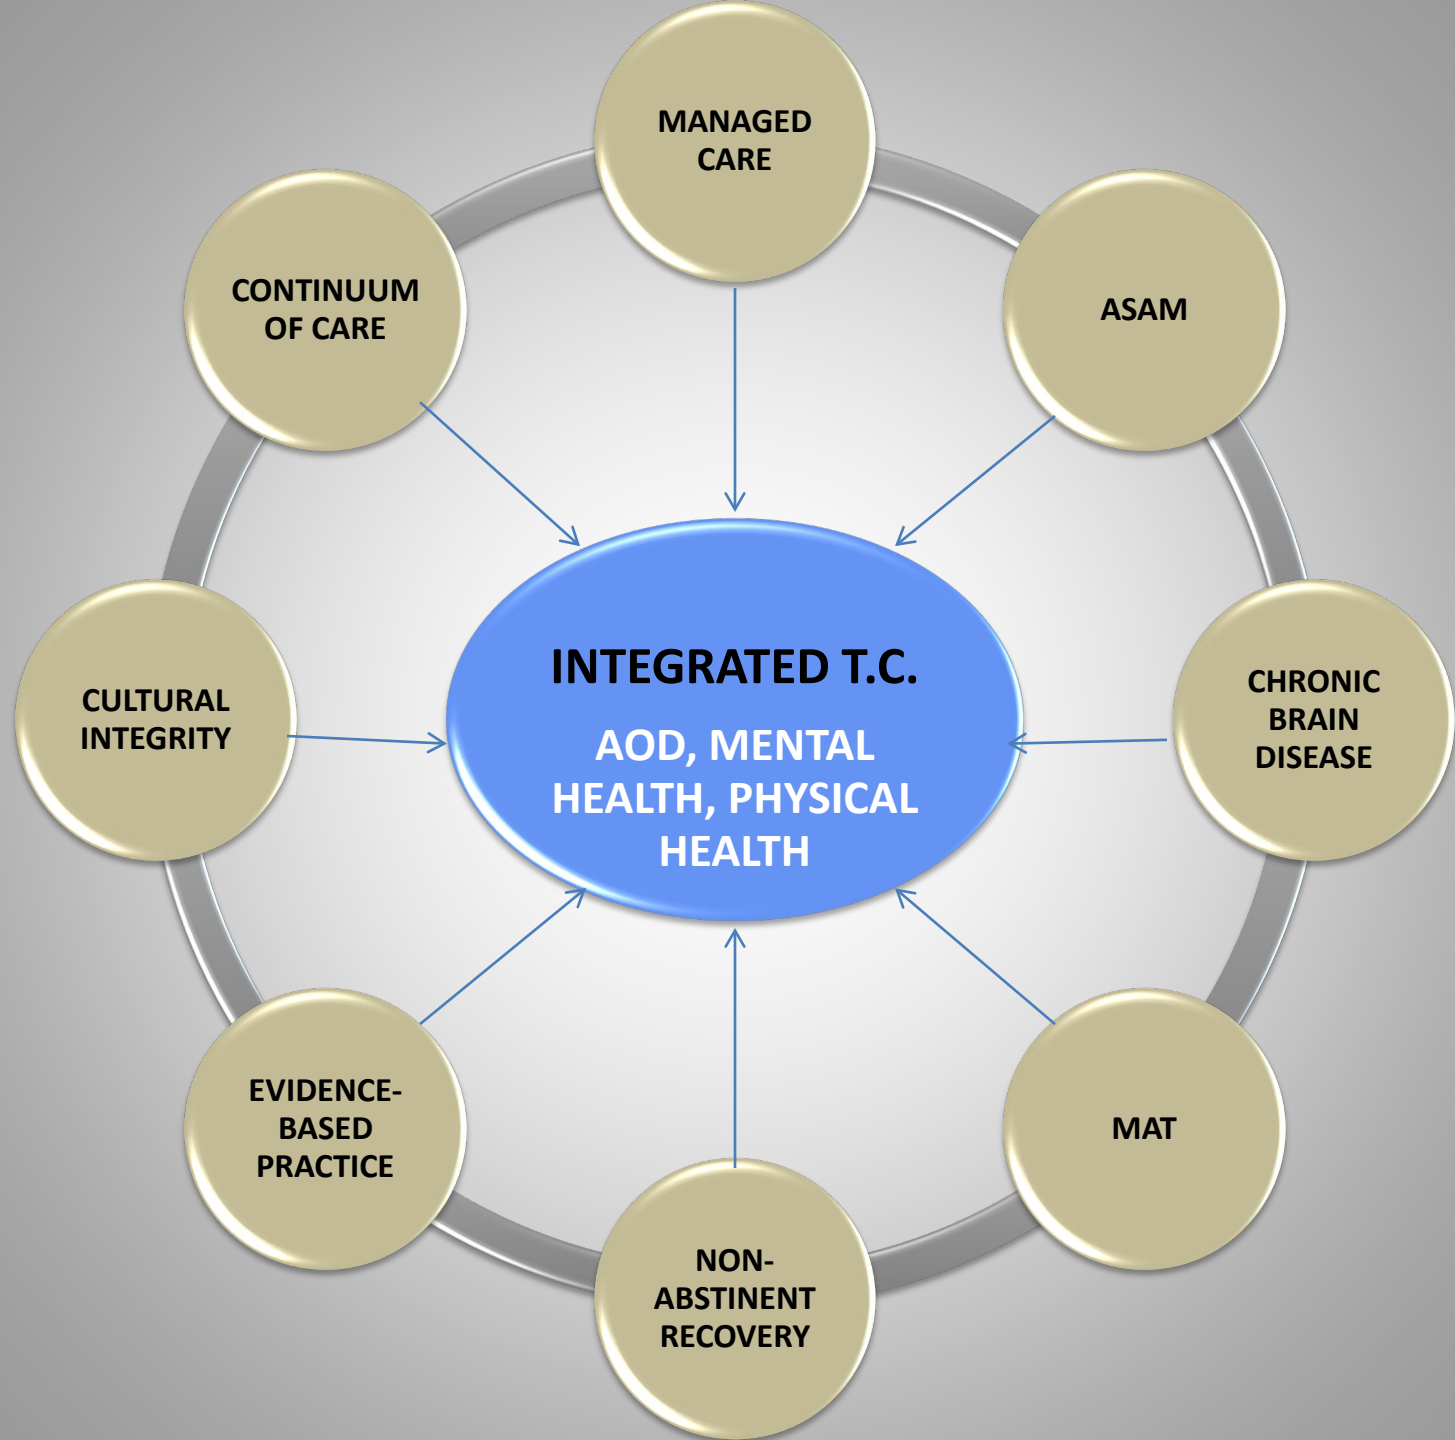 MANAGED
CARE
CONTINUUM
OF CARE
ASAM
INTEGRATED T.C.
AOD, MENTAL
HEALTH, PHYSICAL
HEALTH
CULTURAL
INTEGRITY
CHRONIC
BRAIN
DISEASE
EVIDENCE-
BASED
PRACTICE
MAT
NON-
ABSTINENT
RECOVERY